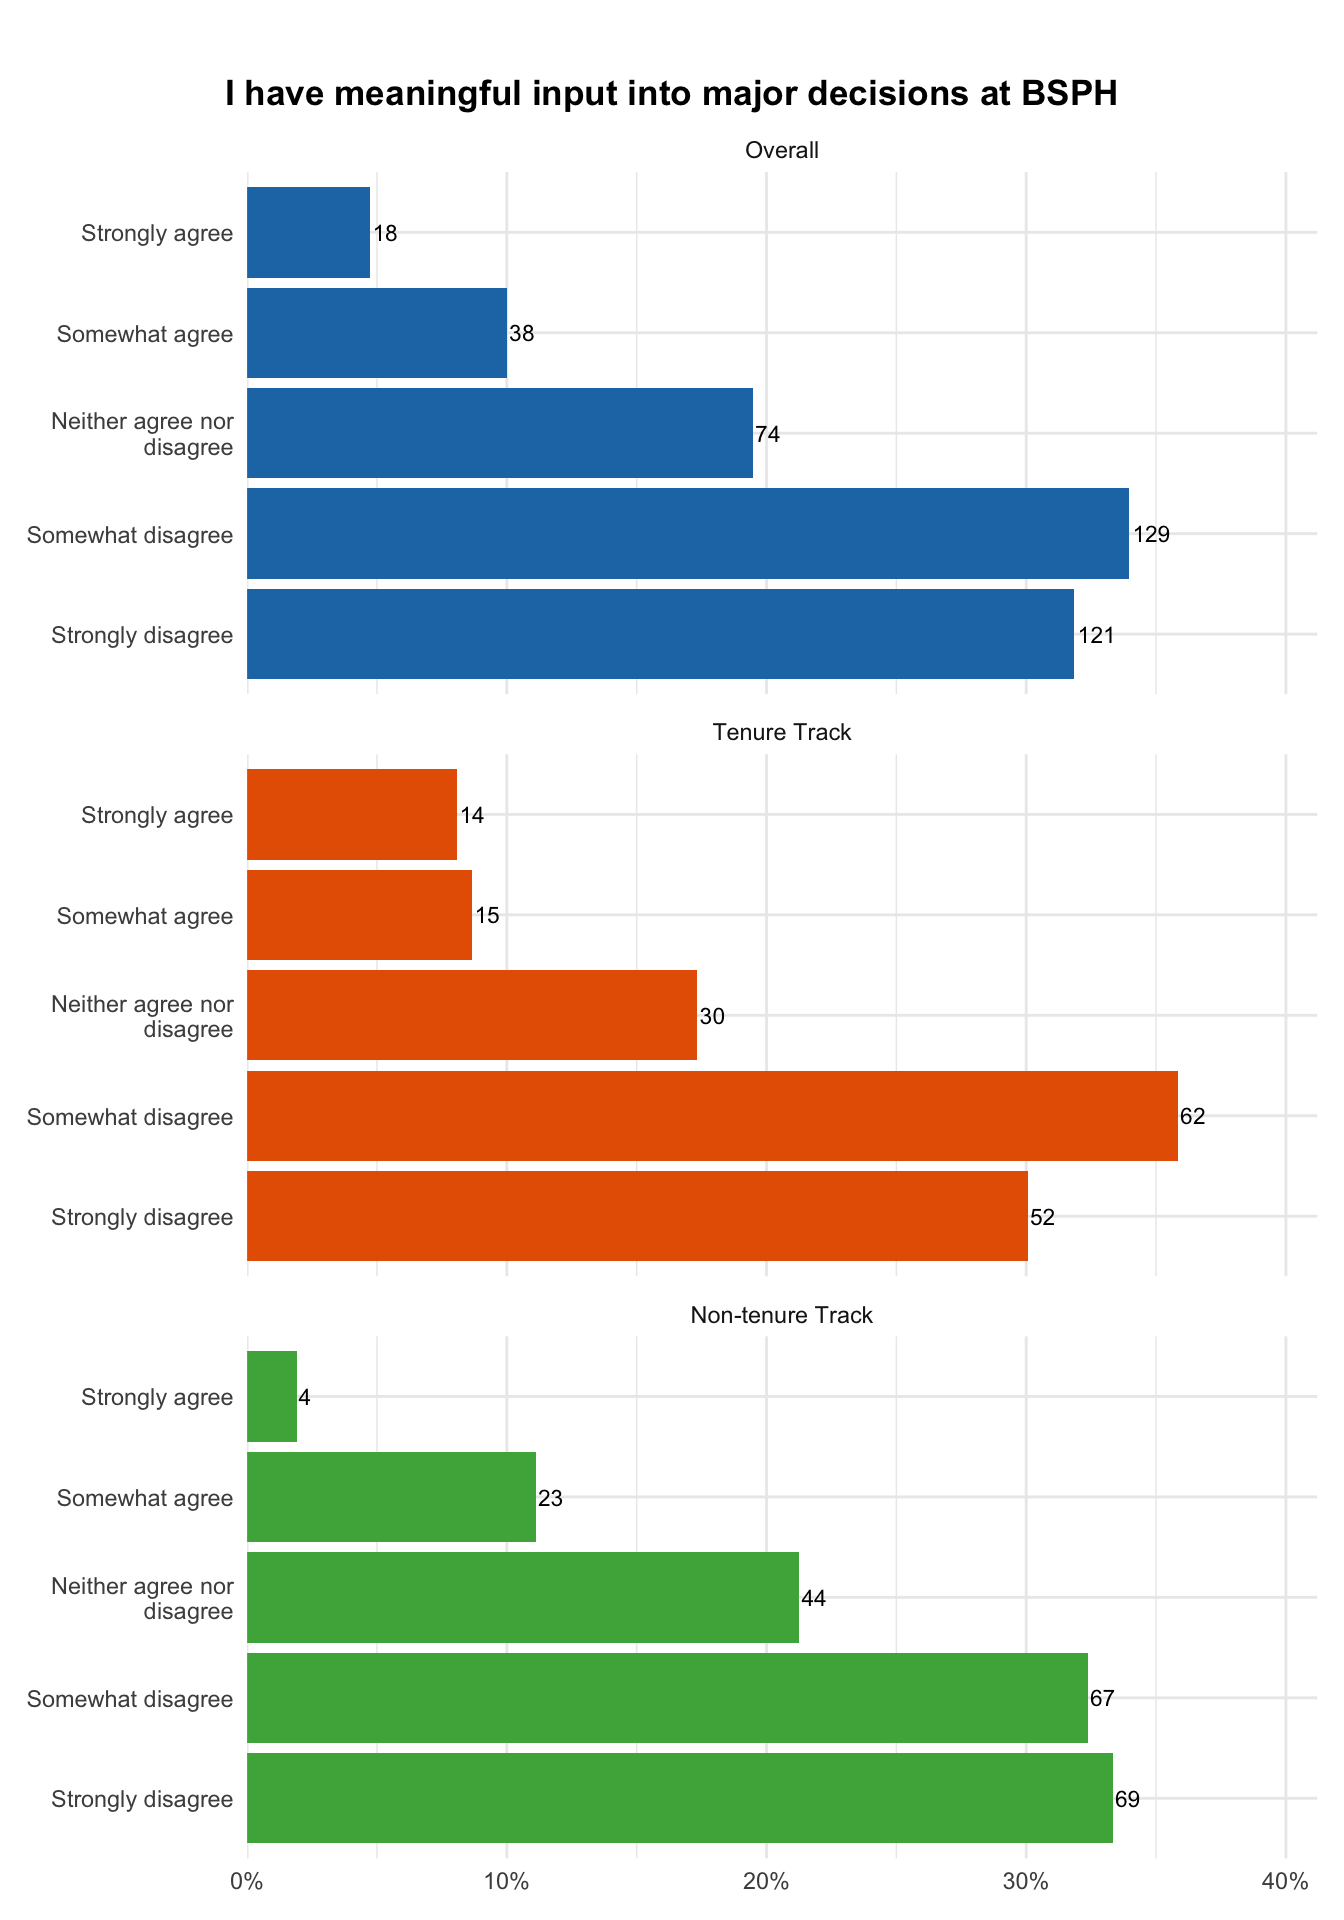 I have meaningful input into major decisions at BSPH
Overall
Strongly agree
18
Somewhat agree
38
Neither agree nor
disagree
74
Somewhat disagree
129
Strongly disagree
121
Tenure Track
Strongly agree
14
Somewhat agree
15
Neither agree nor
disagree
30
Somewhat disagree
62
Strongly disagree
52
Non-tenure Track
Strongly agree
4
Somewhat agree
23
Neither agree nor
disagree
44
Somewhat disagree
67
Strongly disagree
69
0%
10%
20%
30%
40%